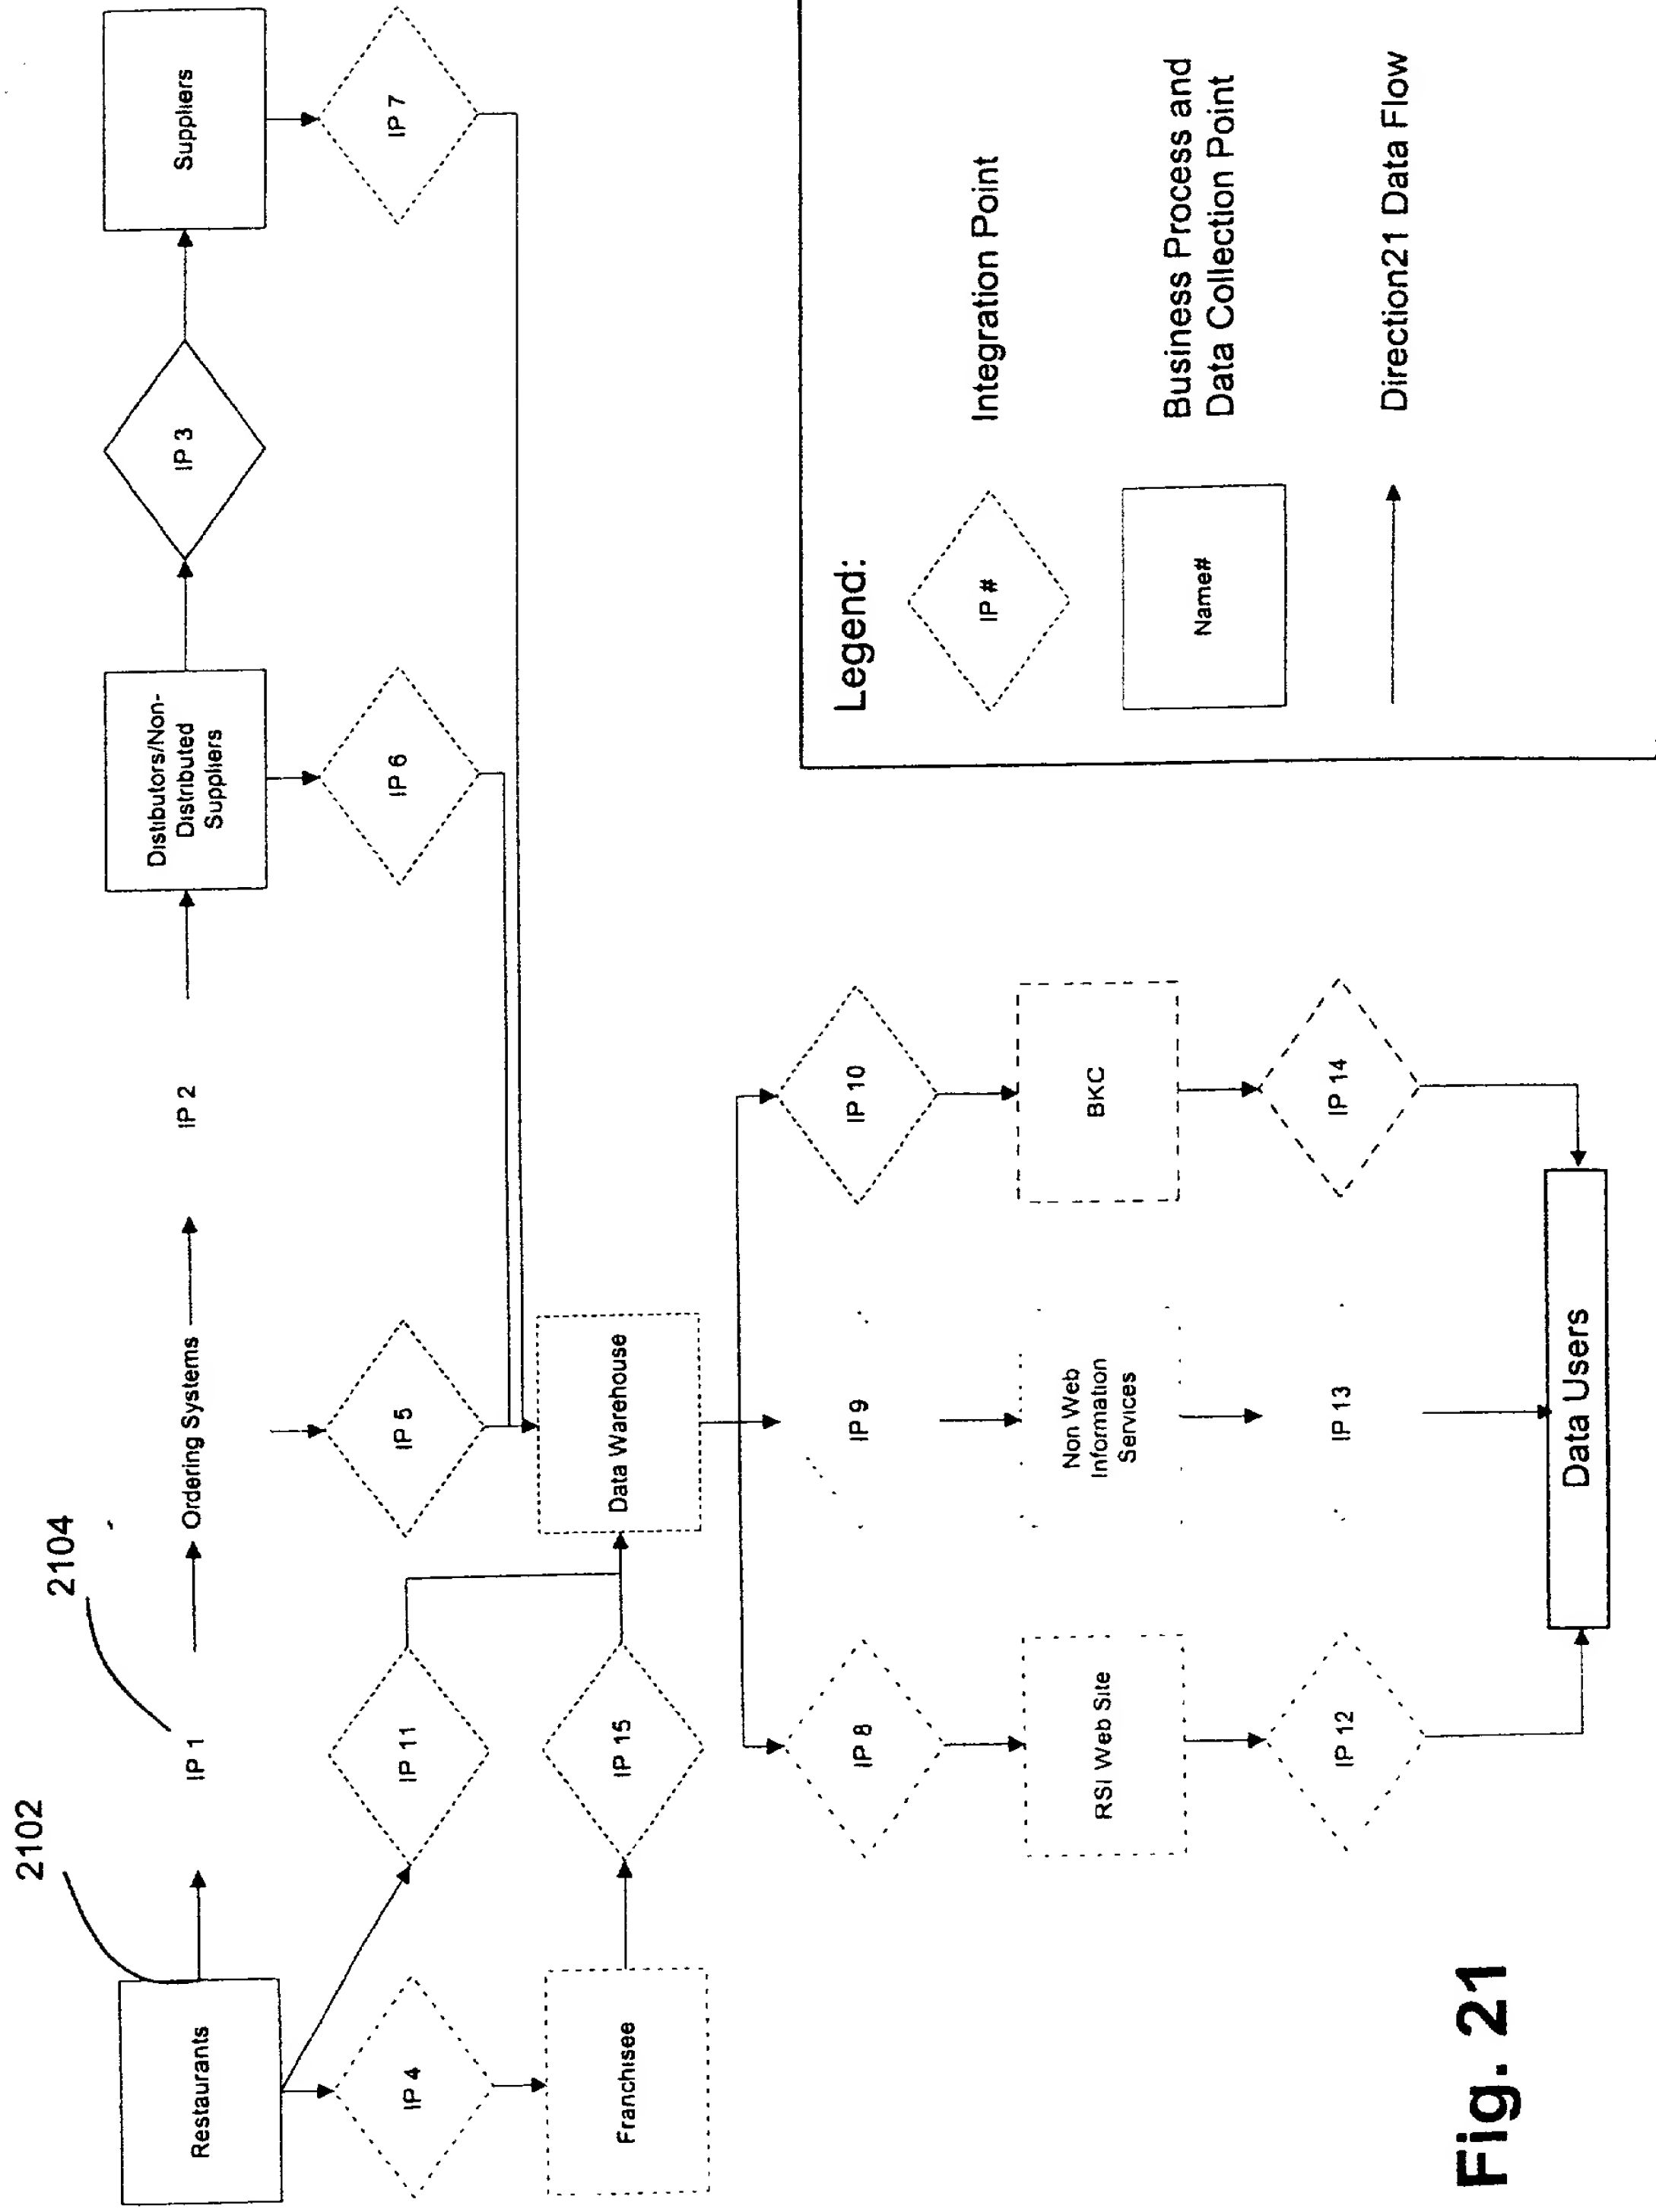 2102
2104
Restaurants
IP 1
Ordering Systems
IP 2
Distibutors/Non-
Distributed
Suppliers
IP 3
Suppliers
IP 4
IP 11
IP 5
IP 6
IP 7
Franchisee
IP 15
Data Warehouse
IP 8
IP 9
IP 10
RSI Web Site
Non Web
Information
Services
BKC
IP 12
IP 13
IP 14
Data Users
Legend:
IP #
Integration Point
Name#
Business Process and
Data Collection Point
Direction21 Data Flow
Fig. 21